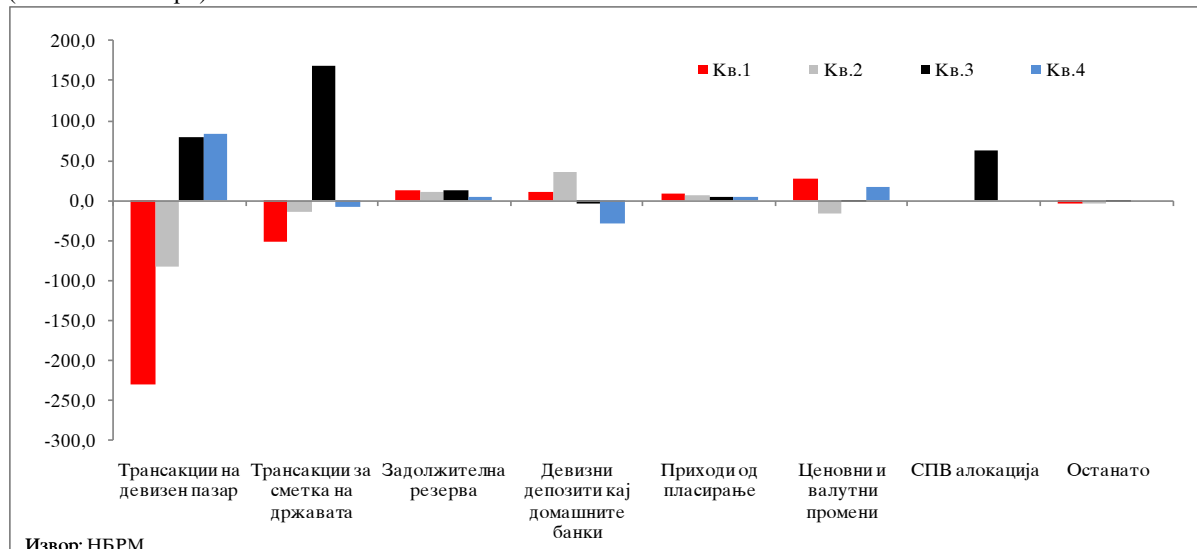 200,0
150,0
100,0
50,0
0,0
-50,0
-100,0
-150,0
-200,0
-250,0
-300,0
Кв.1 Кв.2 Кв.3 Кв.4
Трансакции на девизен пазар
Трансакции за сметка на државата
Задолжителна резерва
Девизни депозити кај домашните банки
Приходи од пласирање
Ценовни и валутни промени
СПВ алокација
Останато
Извор: НБРМ